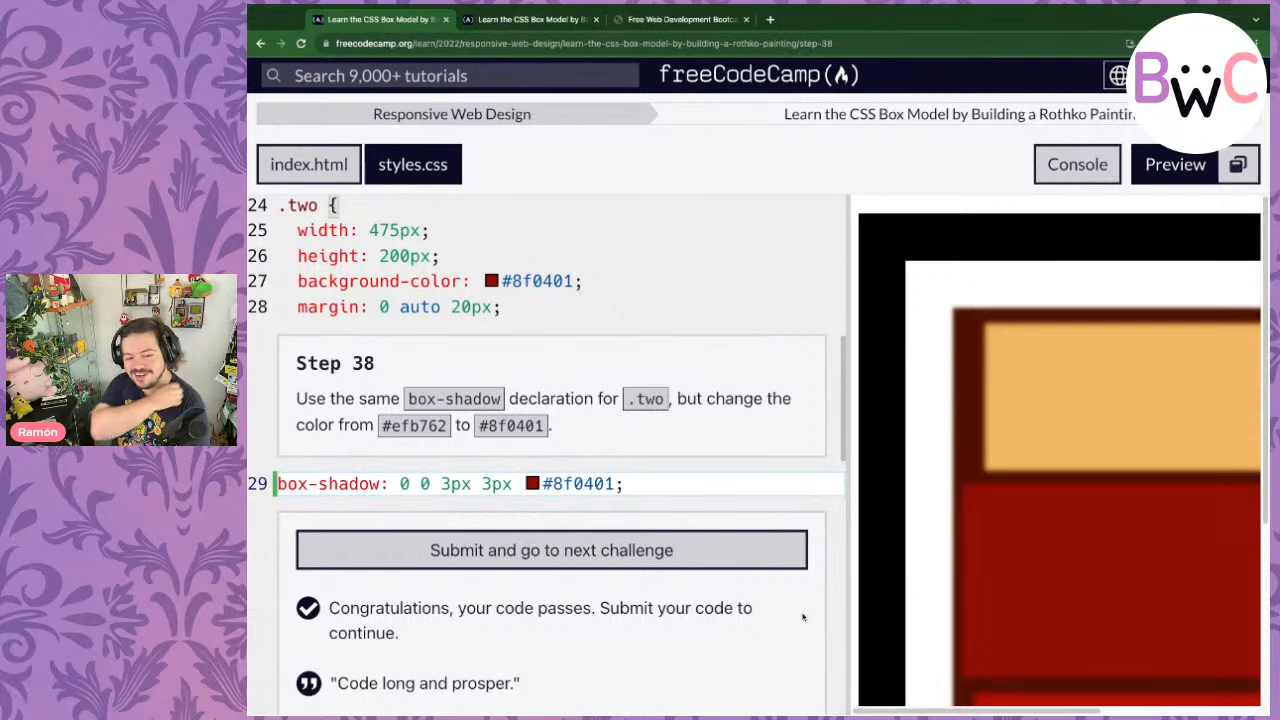 Learn the CSS Box Model by B
Learn the CSS Box Model by B
Free Web Development Bootca
freecodecamp.org/learn/2022/responsive-web-design/learn-the-css-box-model-by-building-a-rothko-painting/step-38
BwC
Search 9,000+ tutorials
freeCodeCamp(
Responsive Web Design
Learn the CSS Box Model by Building a Rothko Paintin
index.html
styles.css
Console
Preview
24 .two {
25 width: 475px;
26 height: 200px;
27 background-color: #8f0401;
28 margin: 0 auto 20px;
Step 38
Use the same box-shadow declaration for .two, but change the
color from #efb762 to #8f0401.
29 box-shadow: 0 0 3px 3px #8f0401;
Submit and go to next challenge
Congratulations, your code passes. Submit your code to
continue.
"Code long and prosper."
Ramón